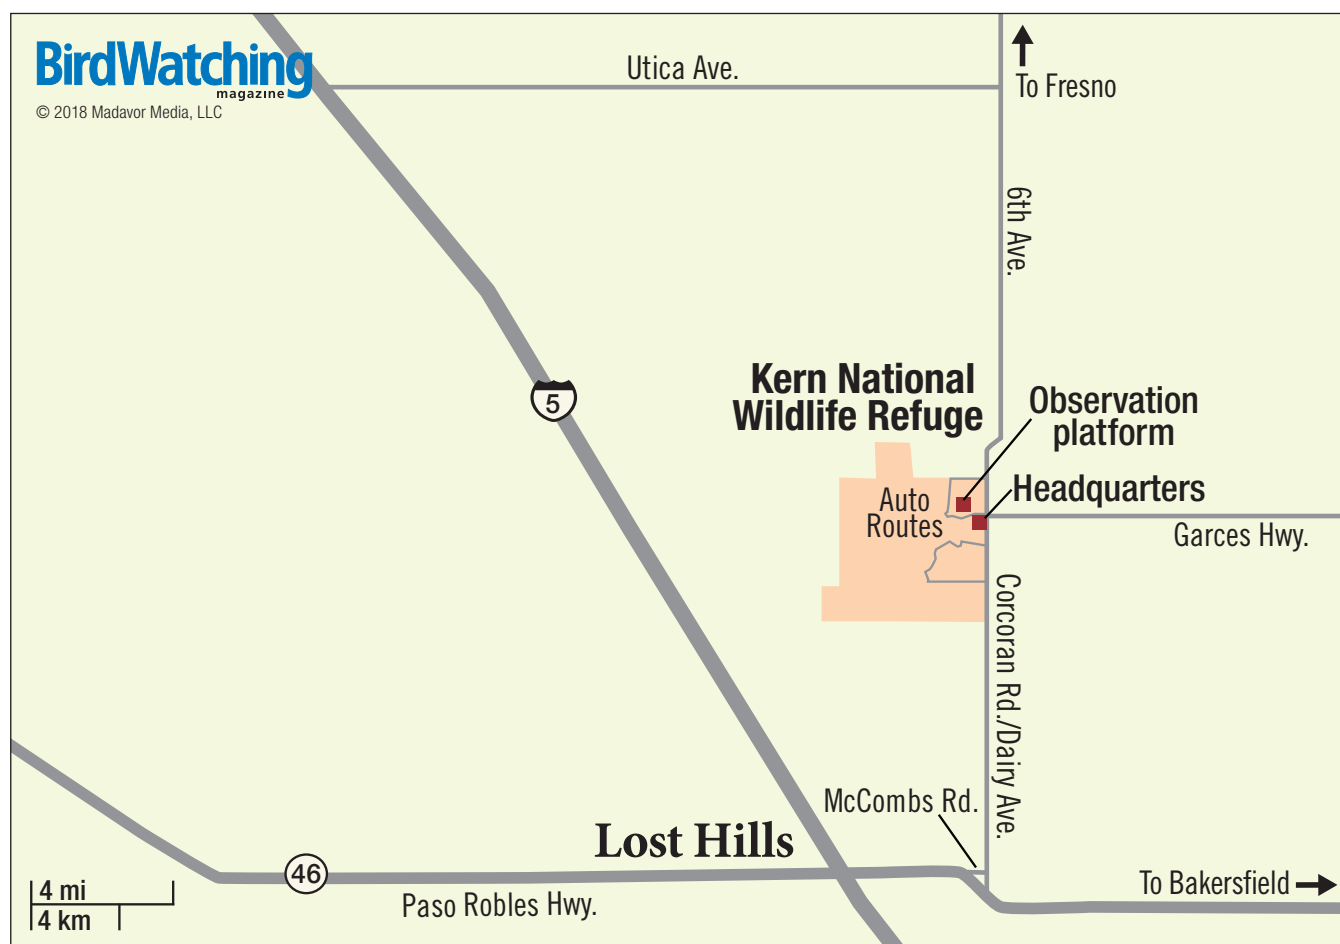 BirdWatching
magazine
© 2018 Madavor Media, LLC
Utica Ave.
To Fresno
6th Ave.
5
Kern National
Wildlife Refuge
Observation
platform
Headquarters
Auto
Routes
Garces Hwy.
Corcoran Rd./Dairy Ave.
McCombs Rd.
Lost Hills
46
Paso Robles Hwy.
To Bakersfield
4 mi
4 km